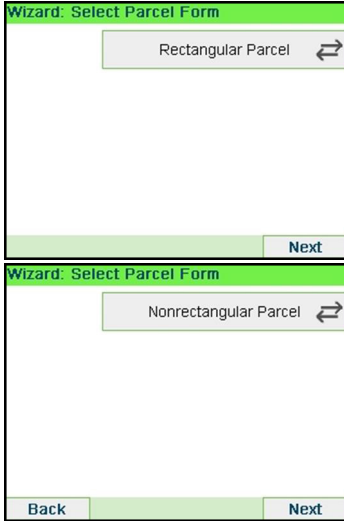 Wizard: Select Parcel Form
Rectangular Parcel
Next
Wizard: Select Parcel Form
Nonrectangular Parcel
Back Next